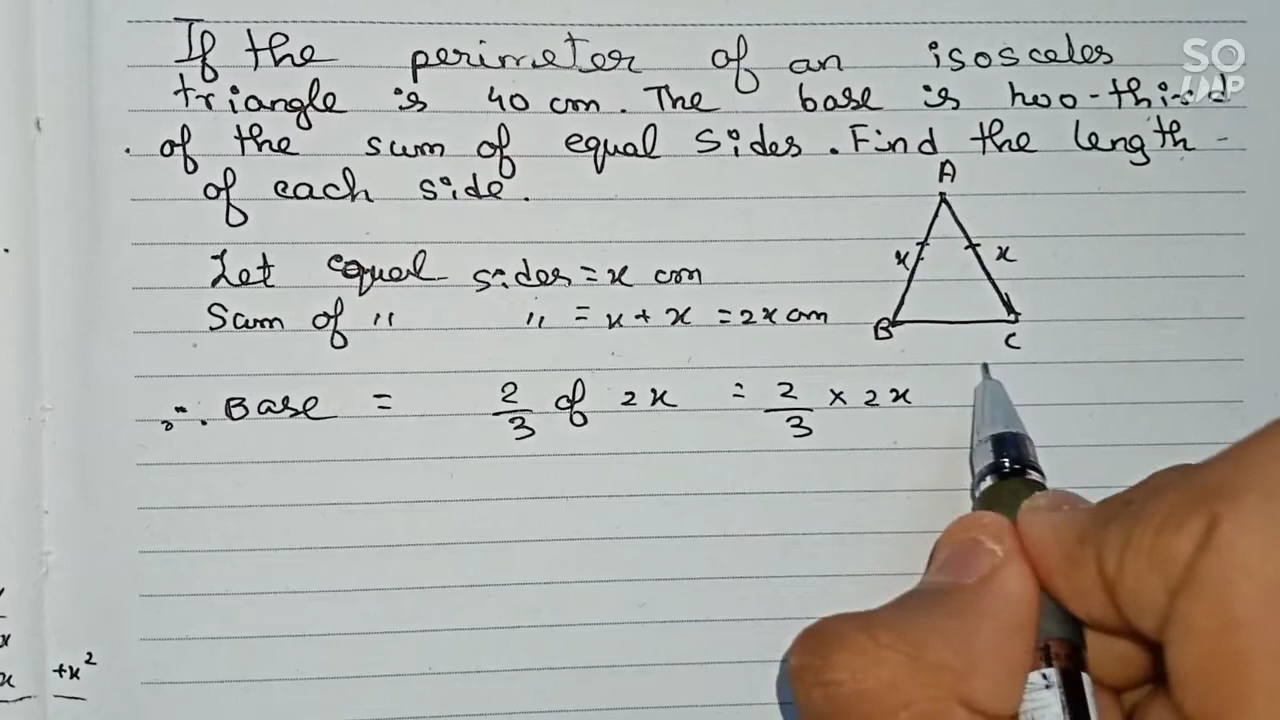 If the perimeter of an isosceles
triangle is 40 cm. The base is two-third
of the sum of equal sides. Find the length
of each side.
A
Let equal sides = x cm
x x
Sum of " " = x + x = 2x cm
B C
∴ Base = 2/3 of 2x = 2/3 × 2x
x
x +x²
SO